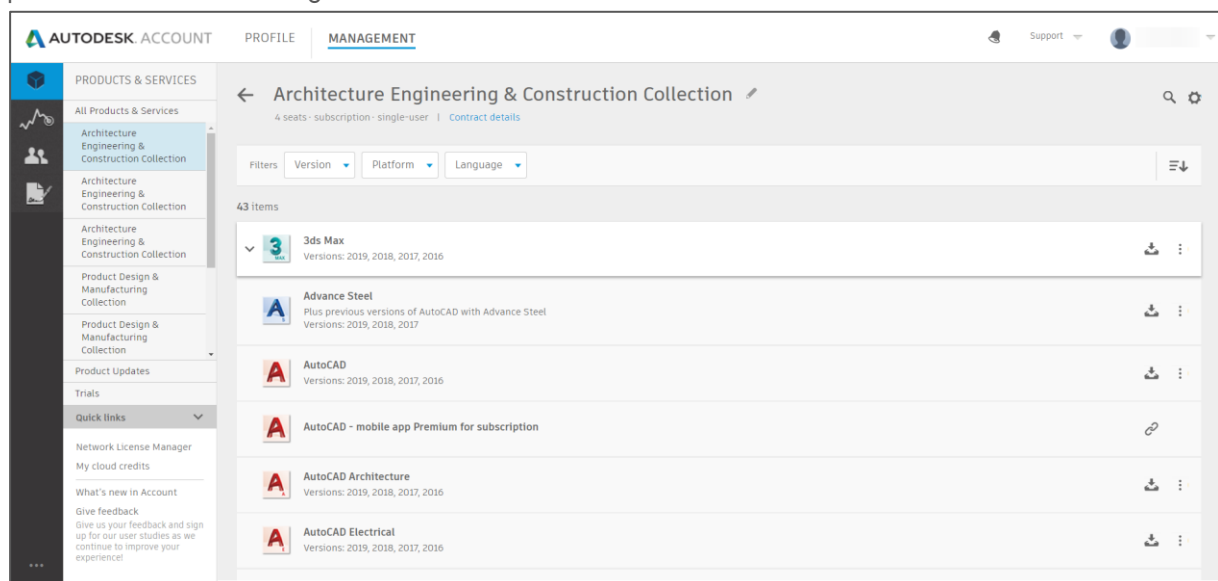 AUTODESK. ACCOUNT
PROFILE
MANAGEMENT
Support
PRODUCTS & SERVICES
All Products & Services
Architecture
Engineering &
Construction Collection
Architecture
Engineering &
Construction Collection
Architecture
Engineering &
Construction Collection
Product Design &
Manufacturing
Collection
Product Design &
Manufacturing
Collection
Product Updates
Trials
Quick links
Network License Manager
My cloud credits
What's new in Account
Give feedback
Give us your feedback and sign
up for our user studies as we
continue to improve your
experience!
Architecture Engineering & Construction Collection
4 seats · subscription · single-user | Contract details
Filters Version Platform Language
43 items
3ds Max
Versions: 2019, 2018, 2017, 2016
Advance Steel
Plus previous versions of AutoCAD with Advance Steel
Versions: 2019, 2018, 2017
AutoCAD
Versions: 2019, 2018, 2017, 2016
AutoCAD - mobile app Premium for subscription
AutoCAD Architecture
Versions: 2019, 2018, 2017, 2016
AutoCAD Electrical
Versions: 2019, 2018, 2017, 2016